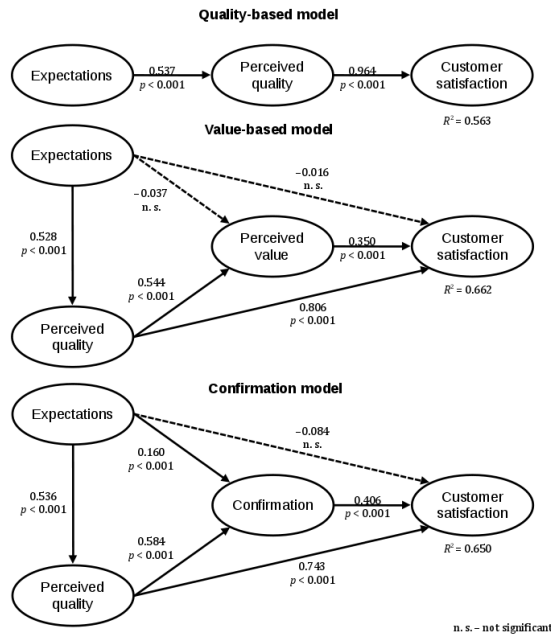 Quality-based model
0.537
0.964
Expectations
Perceived
quality
Customer
satisfaction
p < 0.001
p < 0.001
R² = 0.563
Value-based model
Expectations
−0.016
n. s.
−0.037
n. s.
0.528
p < 0.001
Perceived
value
0.350
p < 0.001
Customer
satisfaction
0.544
p < 0.001
R² = 0.662
0.806
p < 0.001
Perceived
quality
Confirmation model
Expectations
−0.084
n. s.
0.160
p < 0.001
0.536
p < 0.001
Confirmation
0.406
p < 0.001
Customer
satisfaction
0.584
p < 0.001
R² = 0.650
0.743
p < 0.001
Perceived
quality
n. s. – not significant